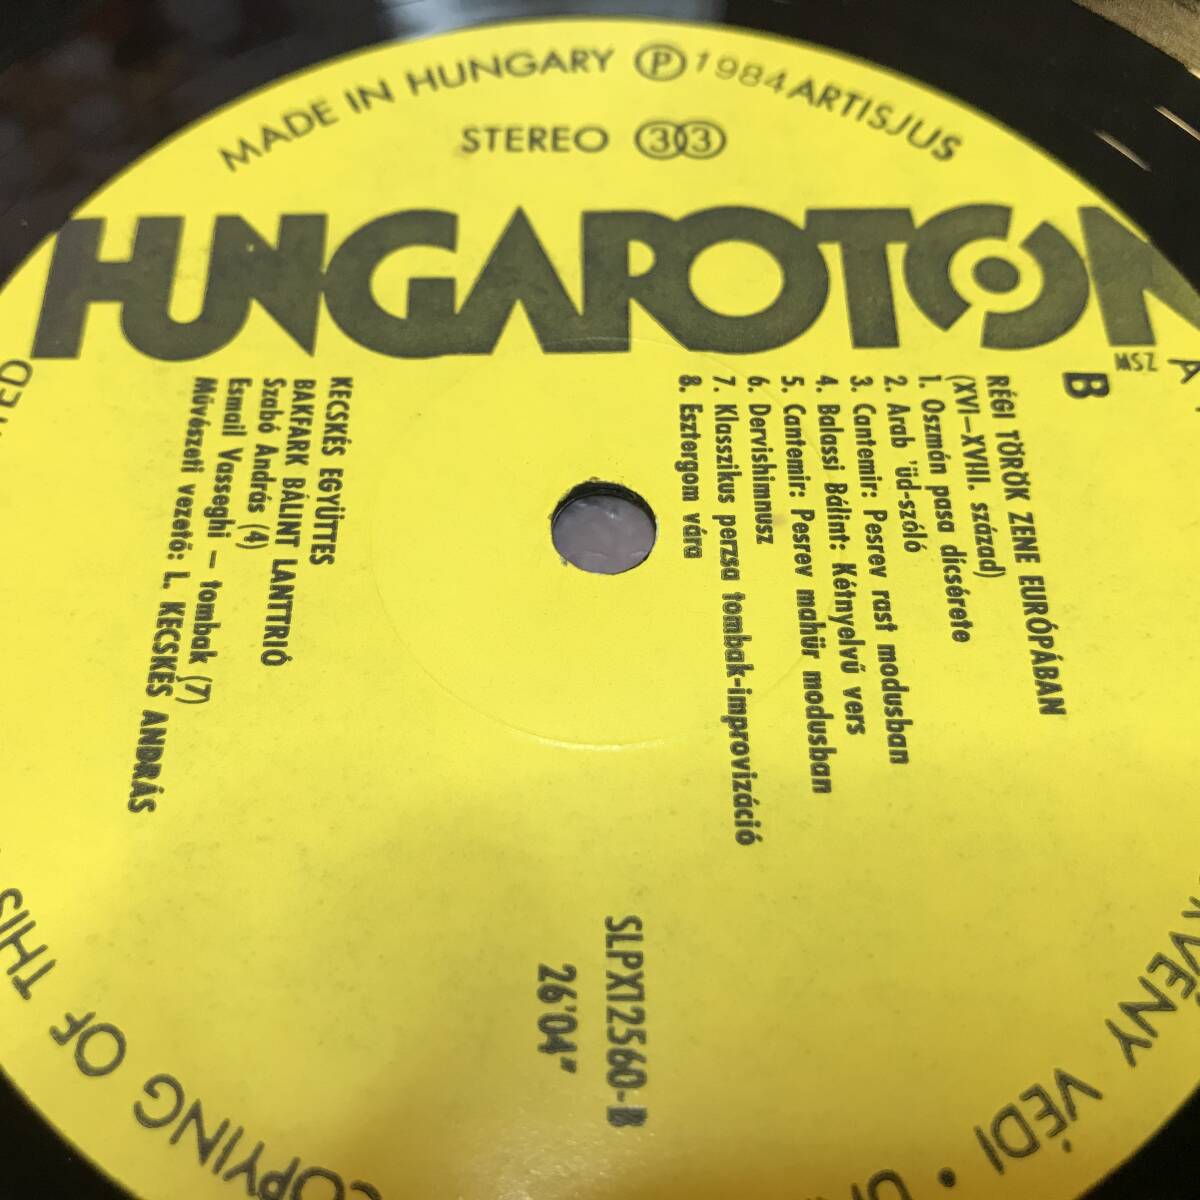 MADE IN HUNGARY Ⓟ 1984 ARTISJUS
STEREO 33
HUNGAROTON
MSZ
B
RÉGI TÖRÖK ZENE EURÓPÁBAN
(XVI–XVIII. század)
1. Oszmán pasa dicsérete
2. Arab 'üd-szóló
3. Cantemir: Pesrev rast modusban
4. Balassi Bálint: Kétnyelvű vers
5. Cantemir: Pesrev mahür modusban
6. Dervishimnusz
7. Klasszikus perzsa tombak-improvizáció
8. Esztergom vára
KECSKÉS EGYÜTTES
BAKFARK BÁLINT LANTTRIÓ
Szabó András (4)
Esmail Vasseghi – tombak (7)
Művészeti vezető: L. KECSKÉS ANDRÁS
SLPX12560-B
26'04"
VÉDI •
COPYING OF THIS